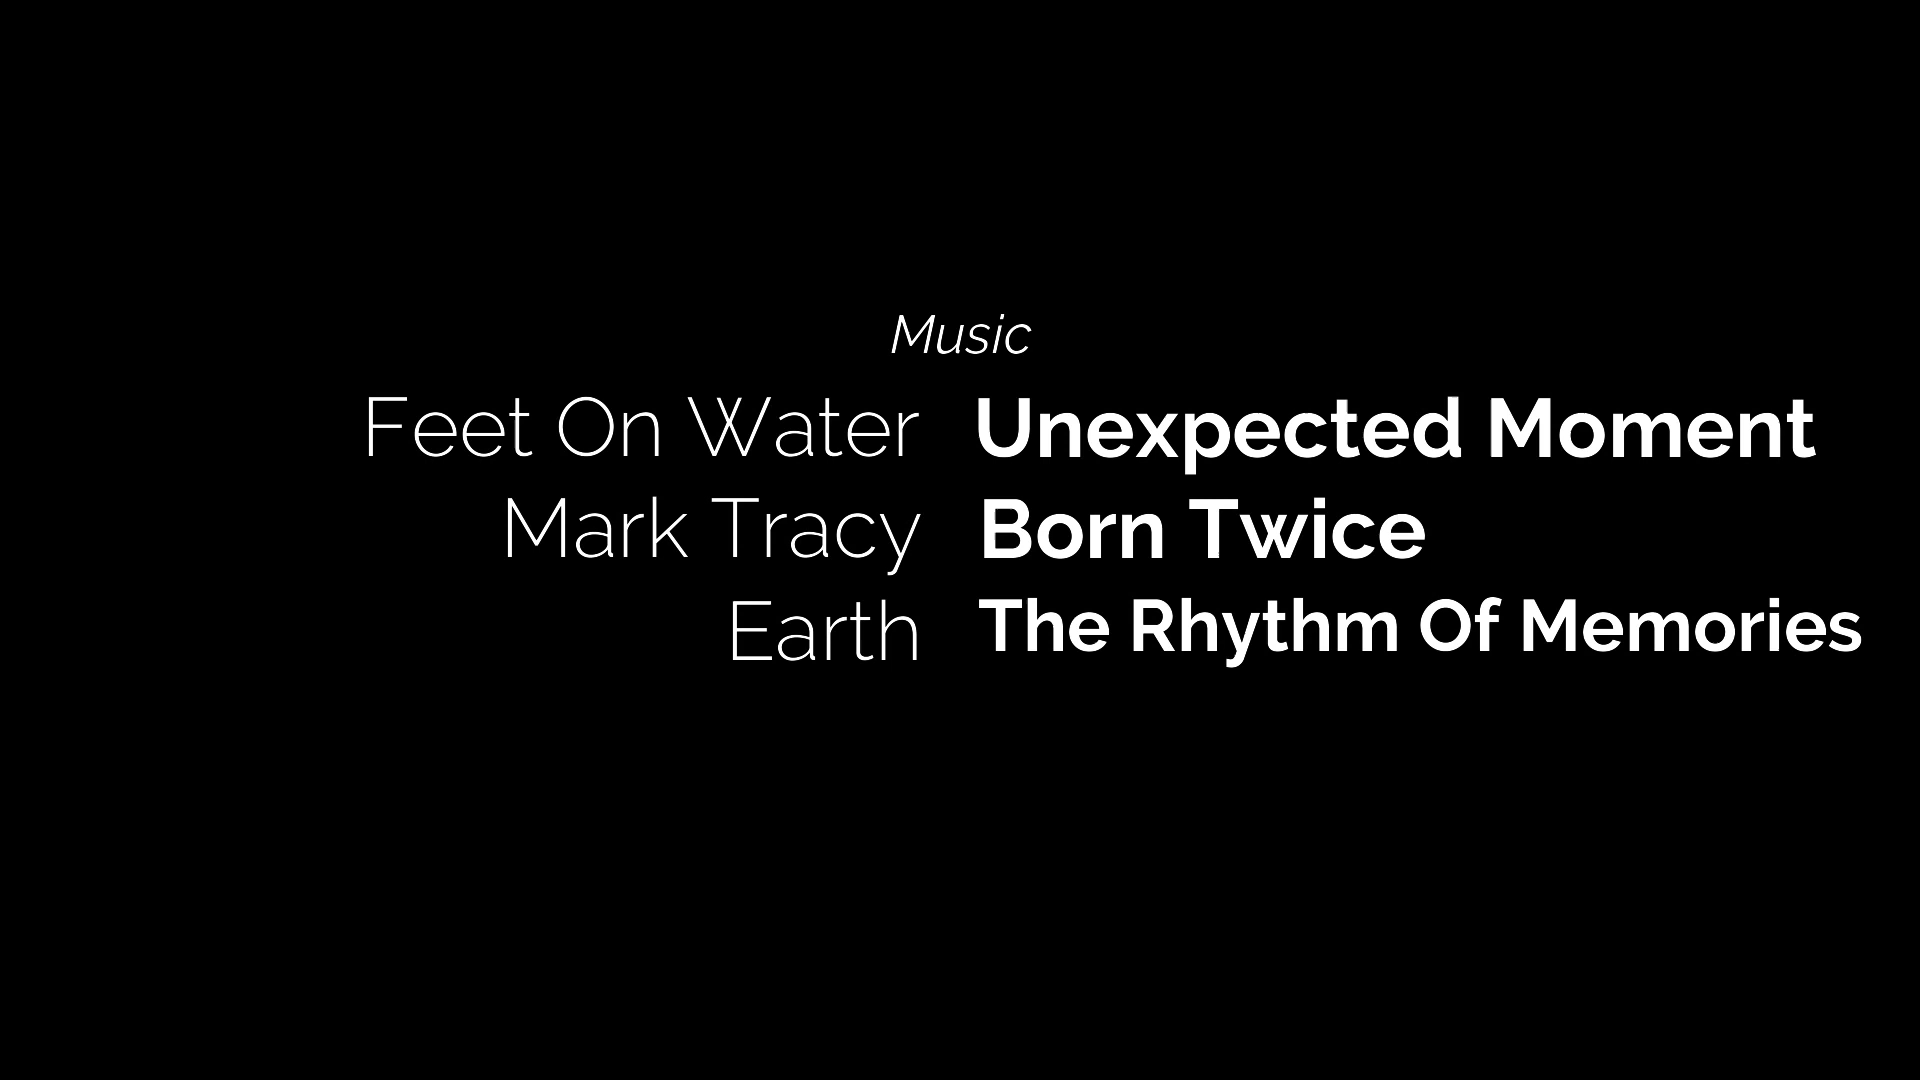 Music
Feet On Water Unexpected Moment
Mark Tracy Born Twice
Earth The Rhythm Of Memories